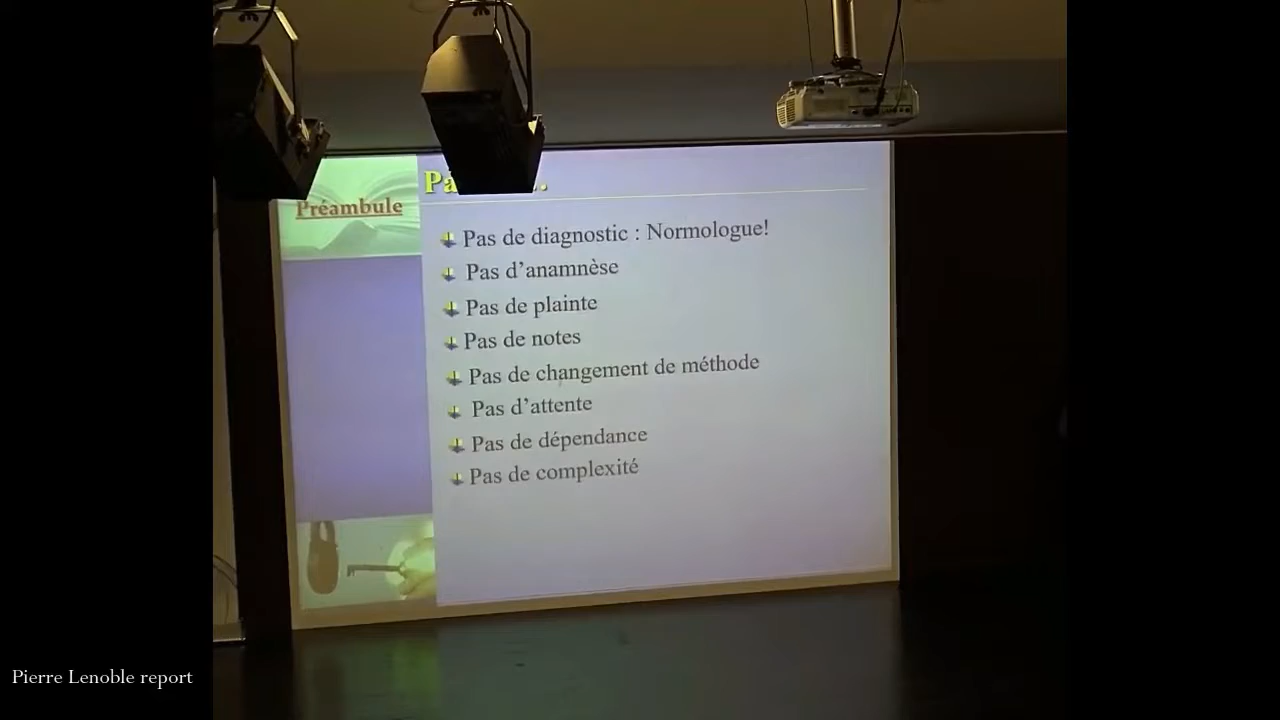 Préambule
Pas de diagnostic : Normologue!
Pas d'anamnèse
Pas de plainte
Pas de notes
Pas de changement de méthode
Pas d'attente
Pas de dépendance
Pas de complexité
Pierre Lenoble report